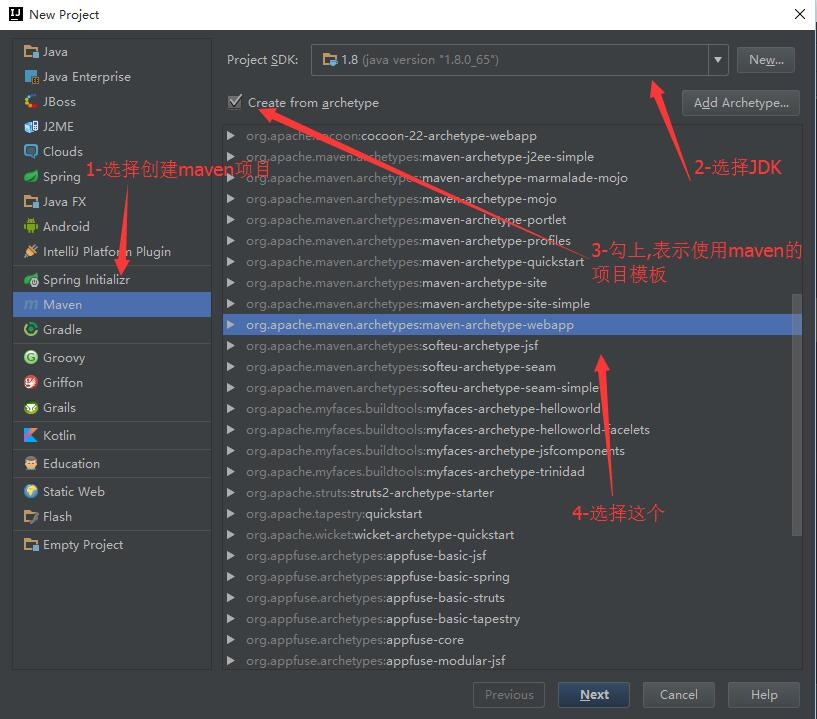 New Project
Java
Java Enterprise
JBoss
J2ME
Clouds
Spring
Java FX
Android
IntelliJ Platform Plugin
Spring Initializr
Maven
Gradle
Groovy
Griffon
Grails
Kotlin
Education
Static Web
Flash
Empty Project
1-选择创建maven项目
Project SDK: 1.8 (java version "1.8.0_65") New...
Create from archetype Add Archetype...
org.apache.cocoon:cocoon-22-archetype-webapp
org.apache.maven.archetypes:maven-archetype-j2ee-simple
org.apache.maven.archetypes:maven-archetype-marmalade-mojo
org.apache.maven.archetypes:maven-archetype-mojo
org.apache.maven.archetypes:maven-archetype-portlet
org.apache.maven.archetypes:maven-archetype-profiles
org.apache.maven.archetypes:maven-archetype-quickstart
org.apache.maven.archetypes:maven-archetype-site
org.apache.maven.archetypes:maven-archetype-site-simple
org.apache.maven.archetypes:maven-archetype-webapp
org.apache.maven.archetypes:softeu-archetype-jsf
org.apache.maven.archetypes:softeu-archetype-seam
org.apache.maven.archetypes:softeu-archetype-seam-simple
org.apache.myfaces.buildtools:myfaces-archetype-helloworld
org.apache.myfaces.buildtools:myfaces-archetype-helloworld-facelets
org.apache.myfaces.buildtools:myfaces-archetype-jsfcomponents
org.apache.myfaces.buildtools:myfaces-archetype-trinidad
org.apache.struts:struts2-archetype-starter
org.apache.tapestry:quickstart
org.apache.wicket:wicket-archetype-quickstart
org.appfuse.archetypes:appfuse-basic-jsf
org.appfuse.archetypes:appfuse-basic-spring
org.appfuse.archetypes:appfuse-basic-struts
org.appfuse.archetypes:appfuse-basic-tapestry
org.appfuse.archetypes:appfuse-core
org.appfuse.archetypes:appfuse-modular-jsf
2-选择JDK
3-勾上,表示使用maven的
项目模板
4-选择这个
Previous Next Cancel Help